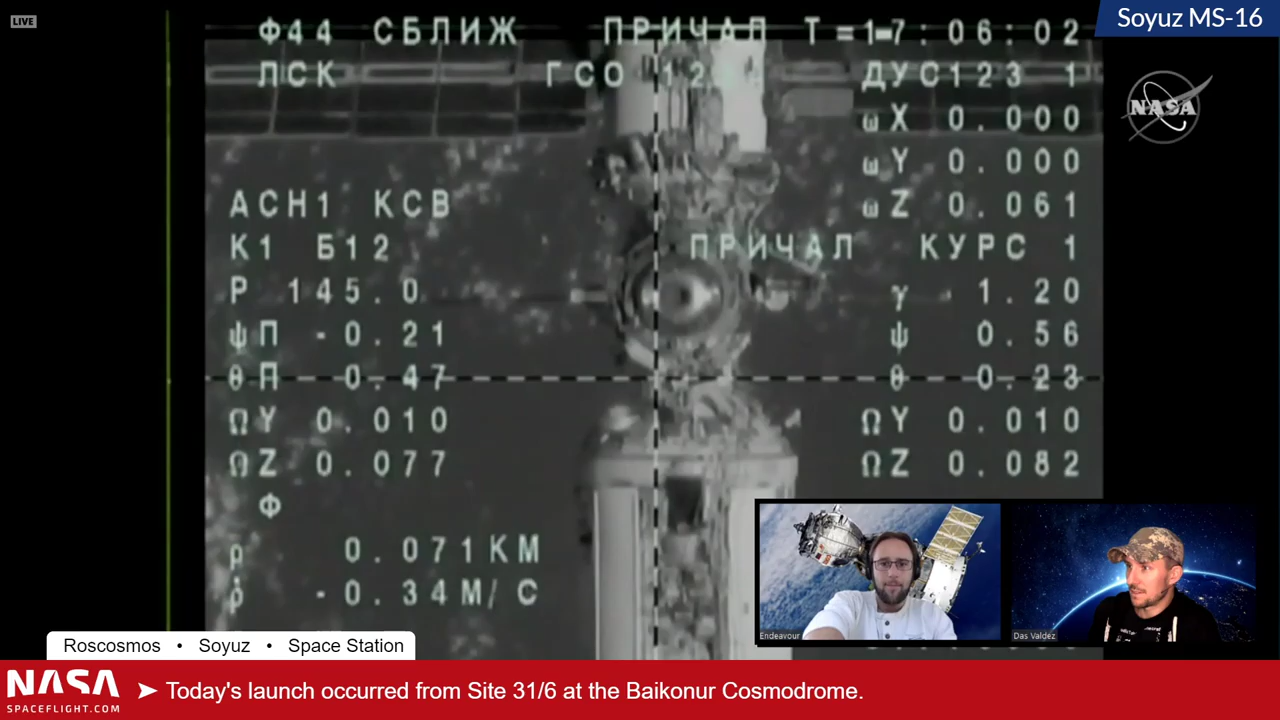 LIVE
Soyuz MS-16
Ф44 СБЛИЖ ПРИЧАЛ Т=17:06:02
ЛСК ГСО 12 ДУС123 1
NASA
ωX 0.000
ωY 0.000
АСН1 КСВ ωZ 0.061
К1 Б12 ПРИЧАЛ КУРС 1
Р 145.0 γ 1.20
ψП -0.21 ψ 0.56
θП 0.47 θ 0.23
ΩY 0.010 ΩY 0.010
ΩZ 0.077 ΩZ 0.082
Ф
ρ 0.071КМ
ρ̇ -0.34М/С
Endeavour
Das Valdez
Roscosmos • Soyuz • Space Station
NASA
SPACEFLIGHT.COM
➤ Today's launch occurred from Site 31/6 at the Baikonur Cosmodrome.